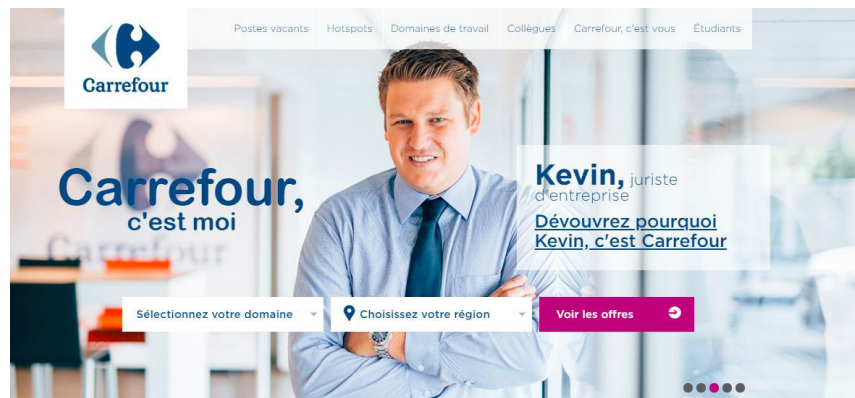 Postes vacants Hotspots Domaines de travail Collègues Carrefour, c'est vous Étudiants
Carrefour
Carrefour,
c'est moi
Carrefour
Kevin, juriste
d'entreprise
Dévouvrez pourquoi
Kevin, c'est Carrefour
Sélectionnez votre domaine
Choisissez votre région
Voir les offres